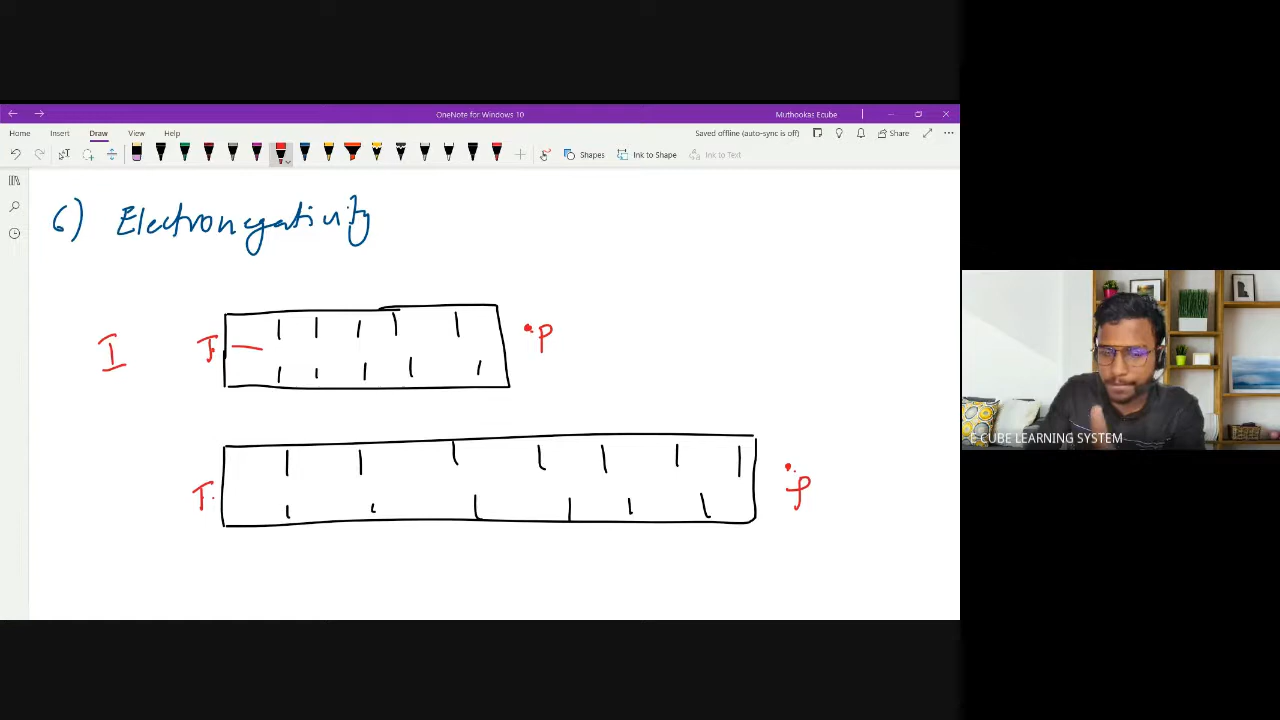 OneNote for Windows 10
Muthookas Ecube
Home Insert Draw View Help
Saved offline (auto-sync is off)
Share
Shapes
Ink to Shape
Ink to Text
6) Electronegativity
I
P
E CUBE LEARNING SYSTEM